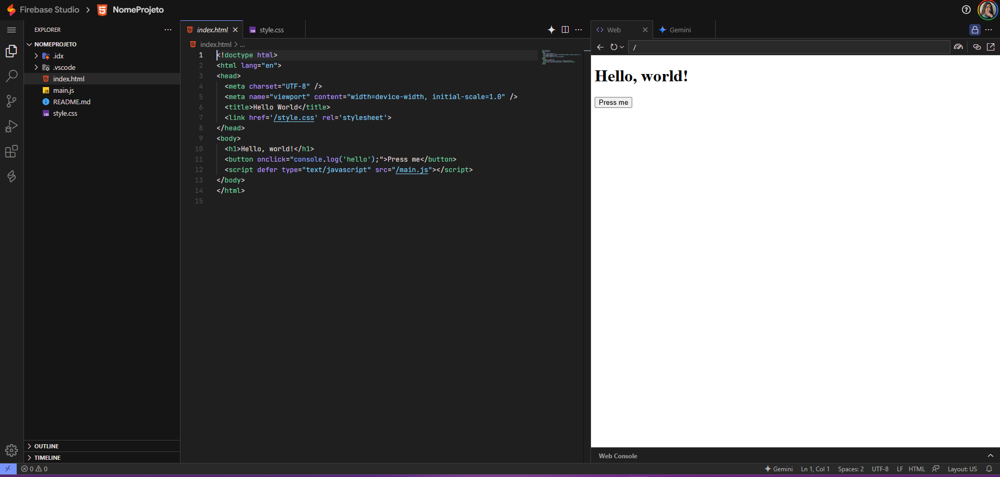 Firebase Studio > NomeProjeto
EXPLORER
NOMEPROJETO
.idx
.vscode
index.html
main.js
README.md
style.css
OUTLINE
TIMELINE
index.html
style.css
index.html > ...
1 <!doctype html>
2 <html lang="en">
3 <head>
4 <meta charset="UTF-8" />
5 <meta name="viewport" content="width=device-width, initial-scale=1.0" />
6 <title>Hello World</title>
7 <link href='/style.css' rel='stylesheet'>
8 </head>
9 <body>
10 <h1>Hello, world!</h1>
11 <button onclick="console.log('hello');">Press me</button>
12 <script defer type="text/javascript" src="/main.js"></script>
13 </body>
14 </html>
15
Web
Gemini
/
Hello, world!
Press me
Web Console
0 0
Gemini Ln 1, Col 1 Spaces: 2 UTF-8 LF HTML Layout: US